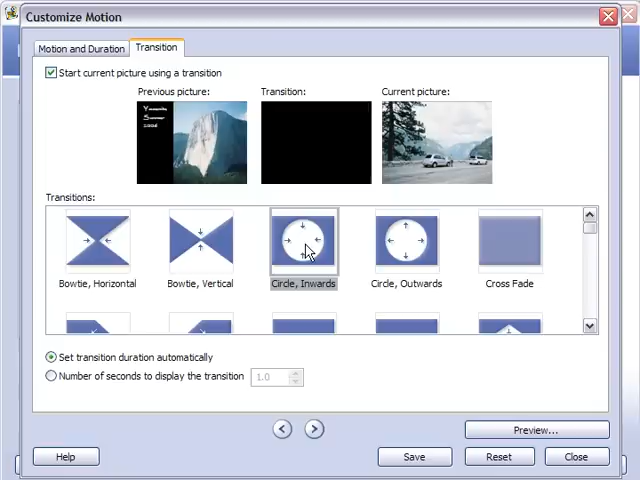 Customize Motion
Motion and Duration
Transition
Start current picture using a transition
Previous picture:
Transition:
Current picture:
Yosemite
Summer
Transitions:
Bowtie, Horizontal
Bowtie, Vertical
Circle, Inwards
Circle, Outwards
Cross Fade
Set transition duration automatically
Number of seconds to display the transition
1.0
Preview...
Help
Save
Reset
Close